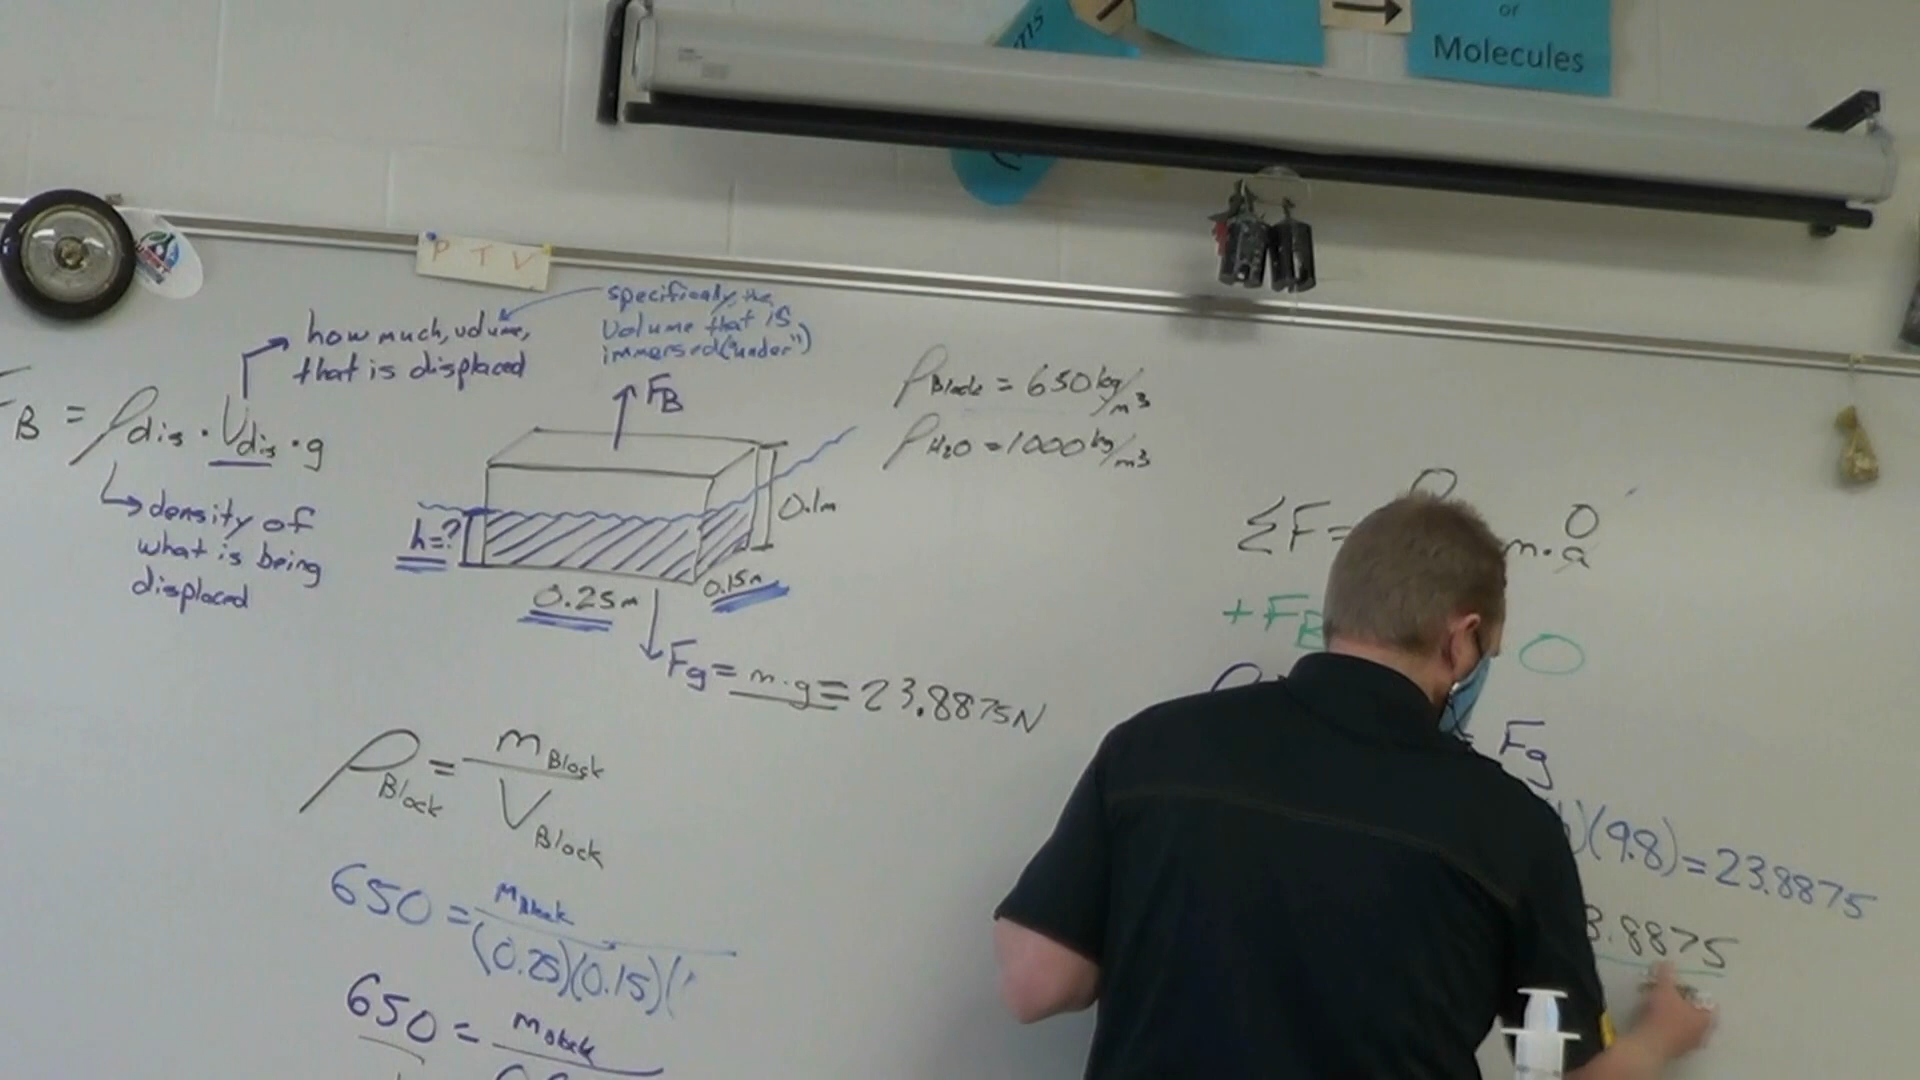 or
Molecules
P T V
specifically, the
Volume that is
immersed ("under")
how much, volume,
that is displaced
F_B = ρ_dis · V_dis · g
density of
what is being
displaced
F_B
h=?
0.1m
0.15m
0.25m
F_g = m·g = 23.8875N
ρ_Block = 650 kg/m³
ρ_H2O = 1000 kg/m³
ρ_Block = m_Block / V_Block
650 = m_Block / (0.25)(0.15)(
650 = m_Block
ΣF = m·a
0
+F_B 0
= Fg
)(9.8) = 23.8875
3.8875